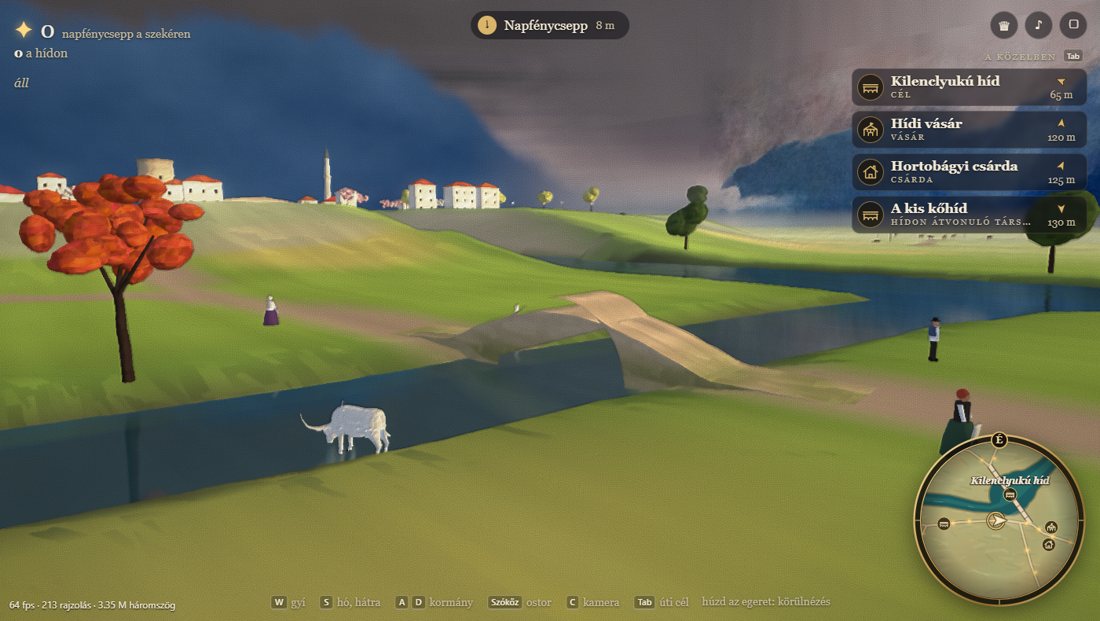 0 napfénycsepp a szekéren
0 a hídon
áll
Napfénycsepp 8 m
A KÖZELBEN Tab
Kilenclyukú híd
CÉL
65 m
Hídi vásár
VÁSÁR
120 m
Hortobágyi csárda
CSÁRDA
125 m
A kis kőhíd
HÍDON ÁTVONULÓ TÁRS...
130 m
É
Kilenclyukú híd
64 fps · 213 rajzolás · 3.35 M háromszög
W gyí S hó, hátra A D kormány Szóköz ostor C kamera Tab úti cél húzd az egeret: körülnézés